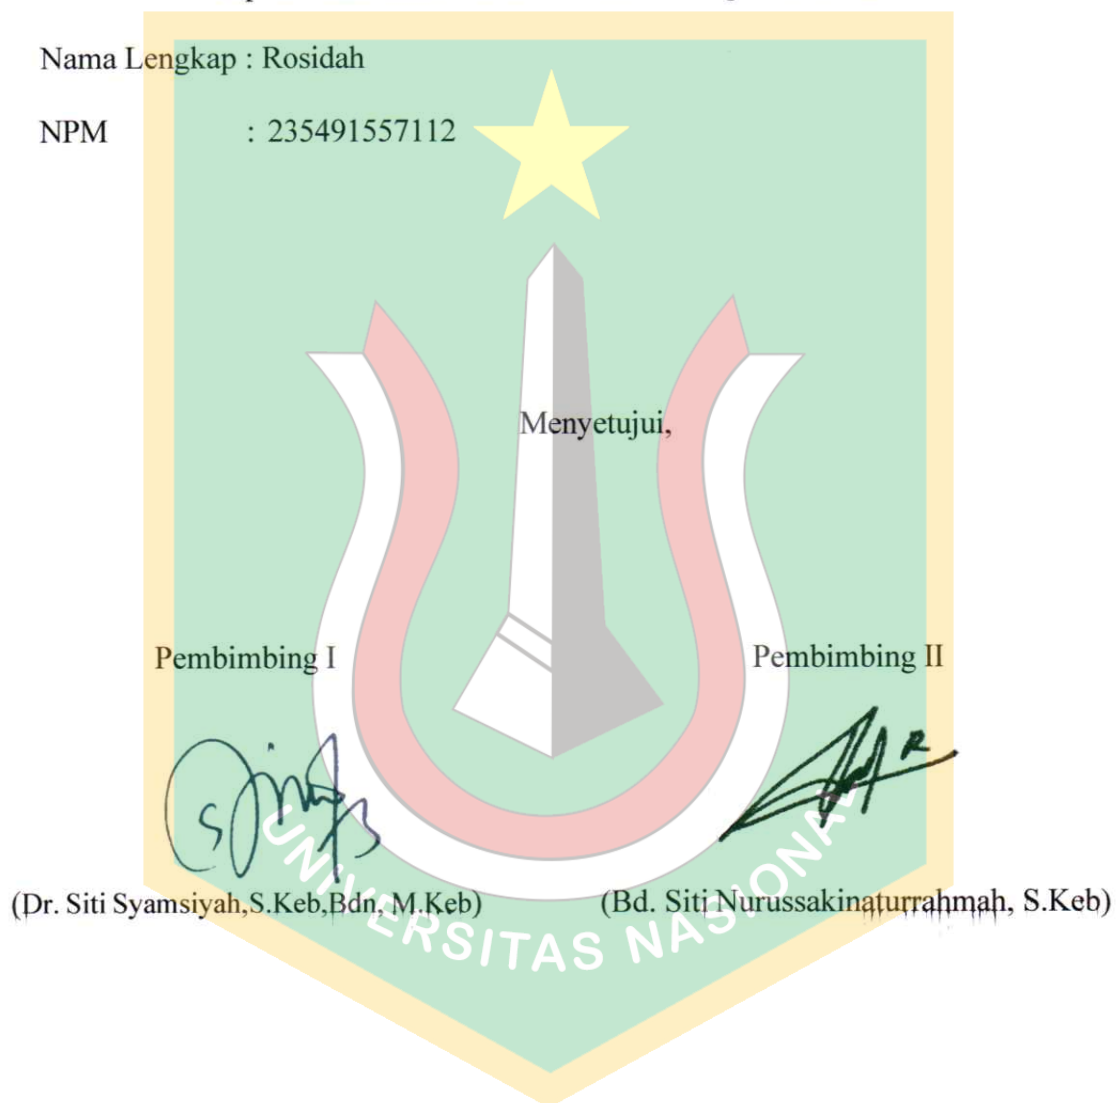 Nama Lengkap : Rosidah
NPM : 235491557112
Menyetujui,
Pembimbing I
Pembimbing II
(Dr. Siti Syamsiyah,S.Keb,Bdn, M.Keb)
(Bd. Siti Nurussakinaturrahmah, S.Keb)
UNIVERSITAS NASIONAL